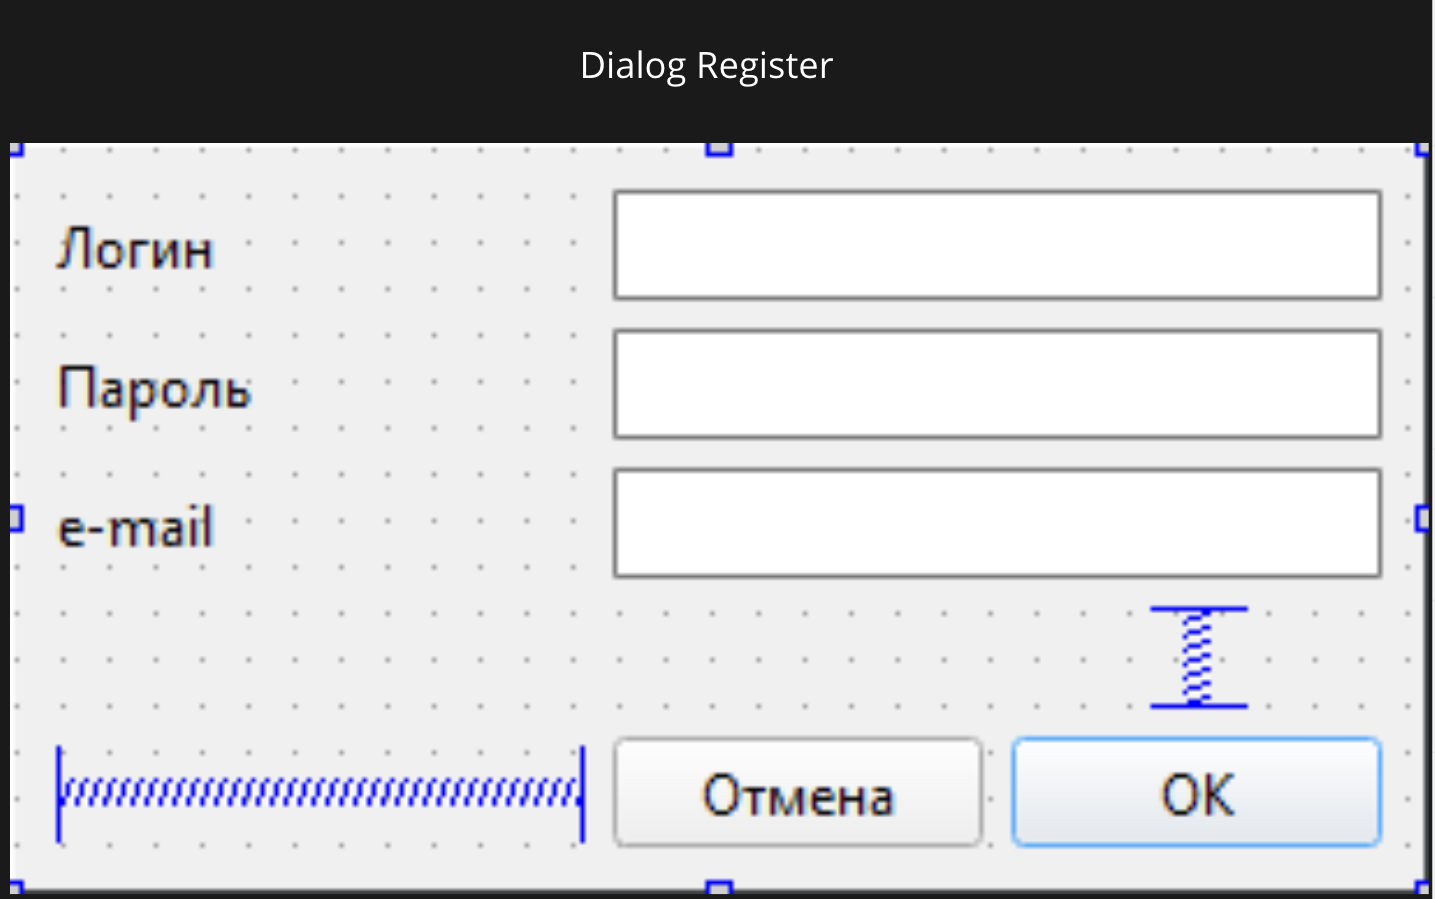 Dialog Register
Логин
Пароль
e-mail
Отмена
OK